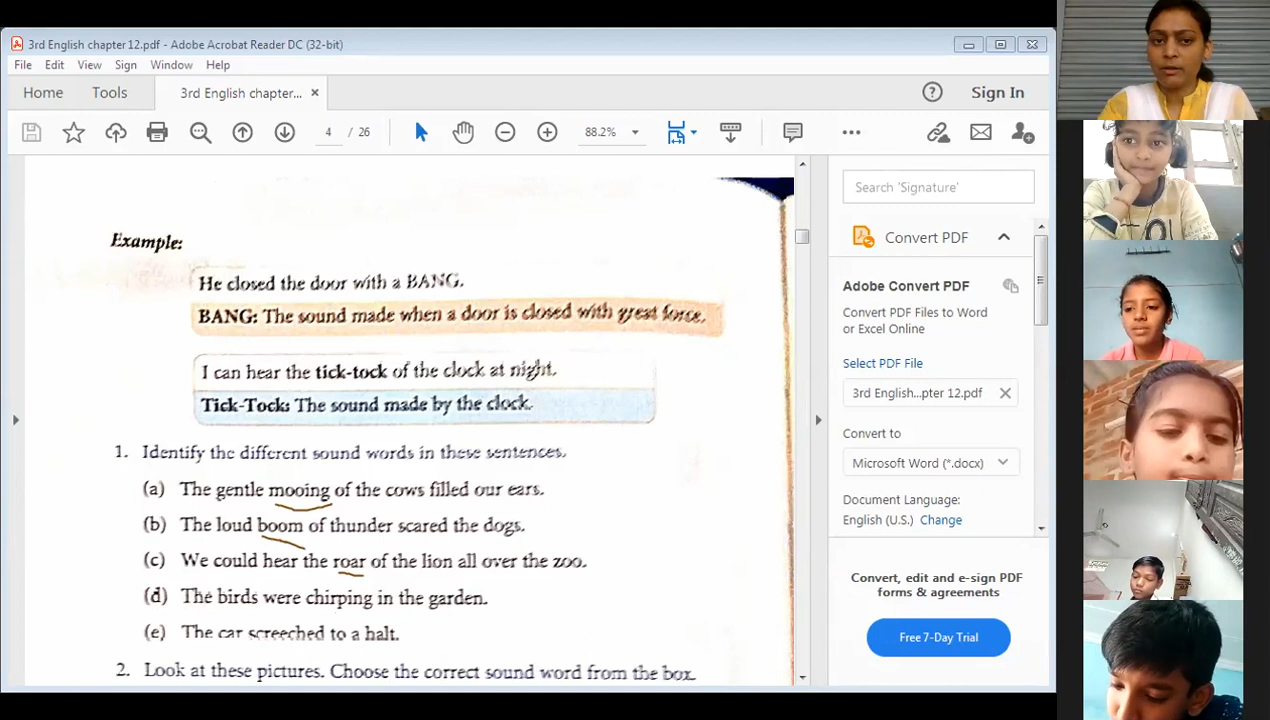 3rd English chapter 12.pdf - Adobe Acrobat Reader DC (32-bit)
File Edit View Sign Window Help
Home Tools 3rd English chapter... ×
4 / 26 88.2%
Sign In
Example:
He closed the door with a BANG.
BANG: The sound made when a door is closed with great force.
I can hear the tick-tock of the clock at night.
Tick-Tock: The sound made by the clock.
1. Identify the different sound words in these sentences.
(a) The gentle mooing of the cows filled our ears.
(b) The loud boom of thunder scared the dogs.
(c) We could hear the roar of the lion all over the zoo.
(d) The birds were chirping in the garden.
(e) The car screeched to a halt.
2. Look at these pictures. Choose the correct sound word from the box.
Search 'Signature'
Convert PDF
Adobe Convert PDF
Convert PDF Files to Word
or Excel Online
Select PDF File
3rd English...pter 12.pdf
Convert to
Microsoft Word (*.docx)
Document Language:
English (U.S.) Change
Convert, edit and e-sign PDF
forms & agreements
Free 7-Day Trial